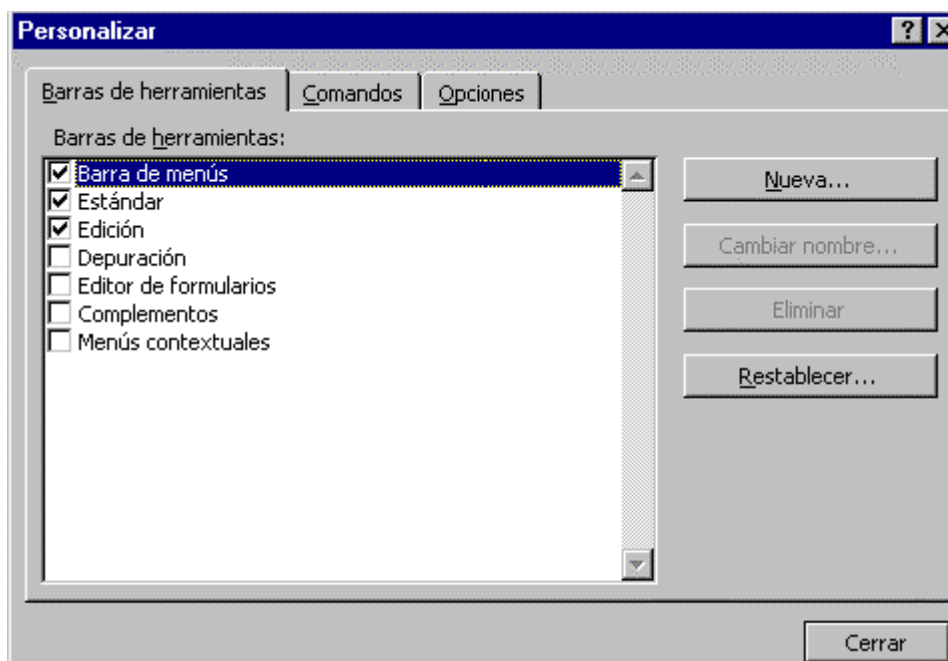 Personalizar
Barras de herramientas Comandos Opciones
Barras de herramientas:
Barra de menús
Estándar
Edición
Depuración
Editor de formularios
Complementos
Menús contextuales
Nueva...
Cambiar nombre...
Eliminar
Restablecer...
Cerrar